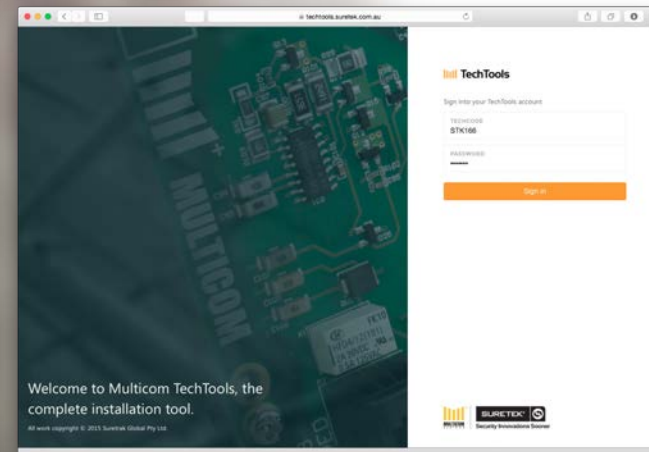 techtools.suretek.com.au
MULTICOM
Welcome to Multicom TechTools, the
complete installation tool.
All work copyright © 2015 Suretrak Global Pty Ltd
TechTools
Sign into your TechTools account
TECHCODE
STK166
PASSWORD
Sign in
MULTICOM
SURETEK
Security Innovations Sooner